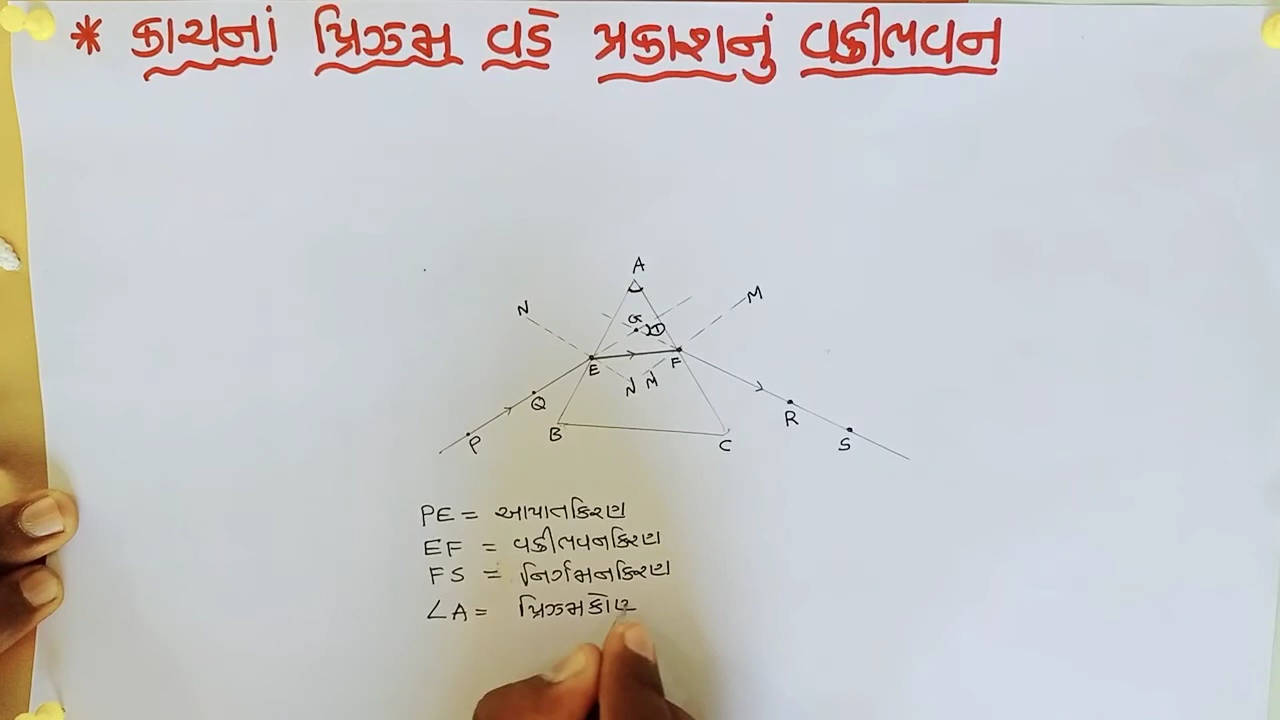 * કાચનાં પ્રિઝમ વડે પ્રકાશનું વક્રીભવન
A
N
M
G
D
E
F
N
M
Q
R
P
B
C
S
PE = આપાતકિરણ
EF = વક્રીભવનકિરણ
FS = નિર્ગમનકિરણ
∠A = પ્રિઝમકોણ